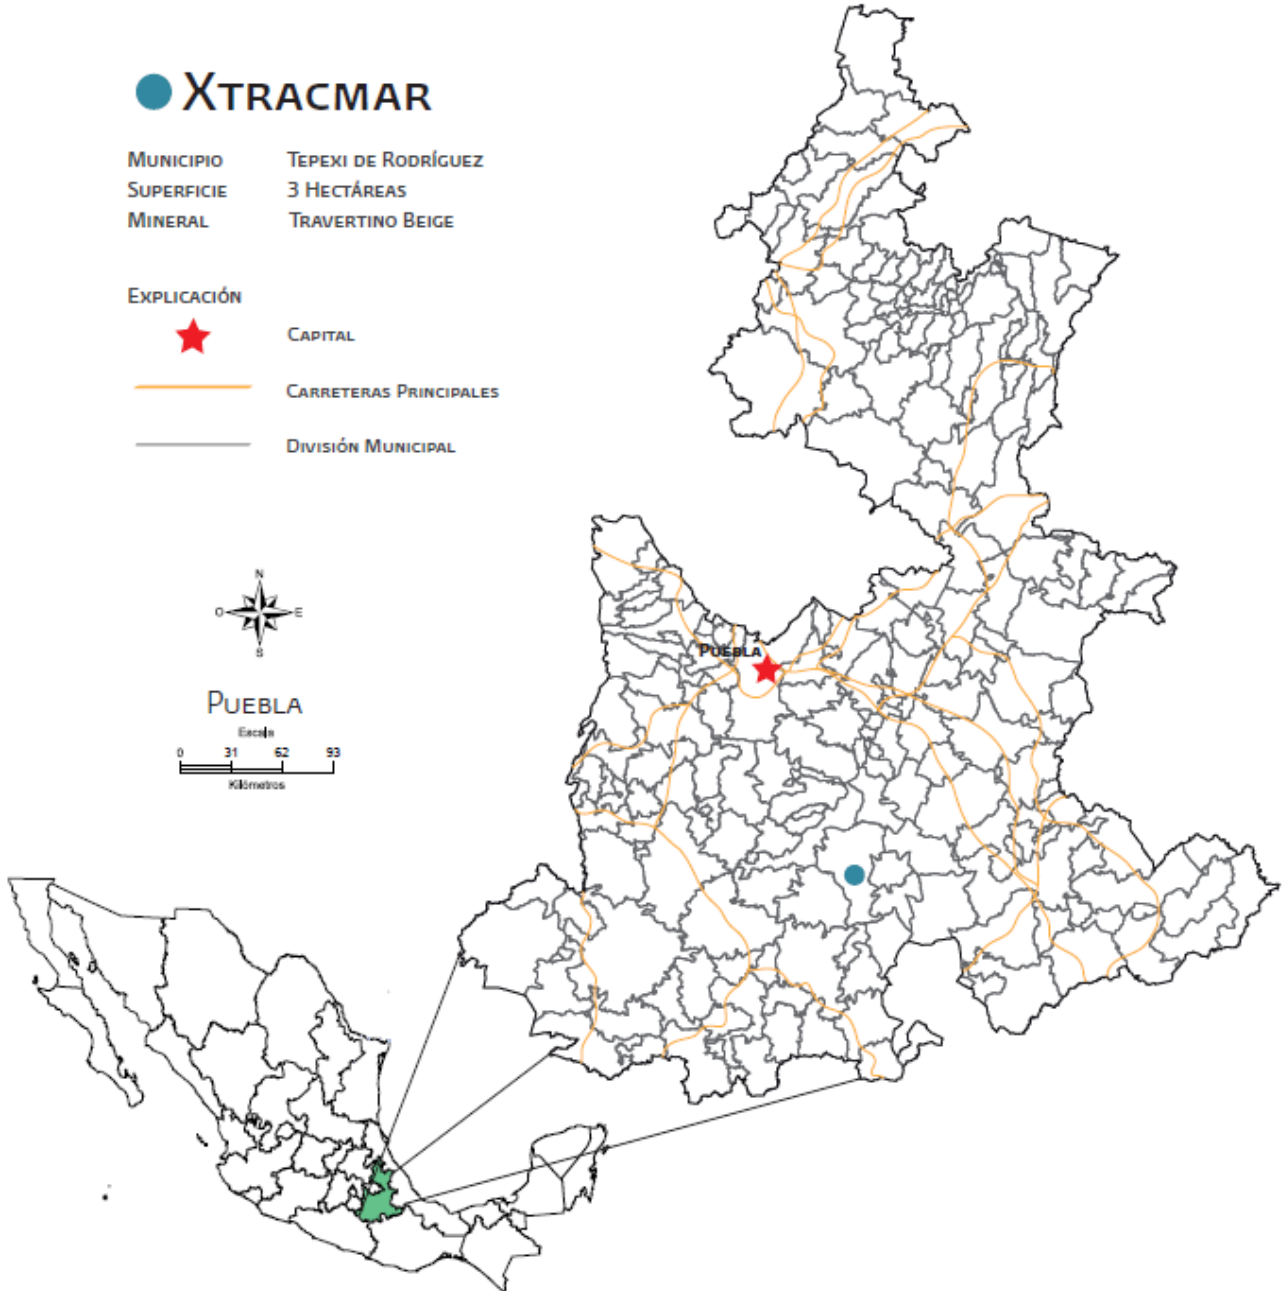 Xtracmar
Municipio Tepexi de Rodríguez
Superficie 3 Hectáreas
Mineral Travertino Beige
Explicación
Capital
Carreteras Principales
División Municipal
N
O E
S
Puebla
Escala
0 31 62 93
Kilómetros
Puebla